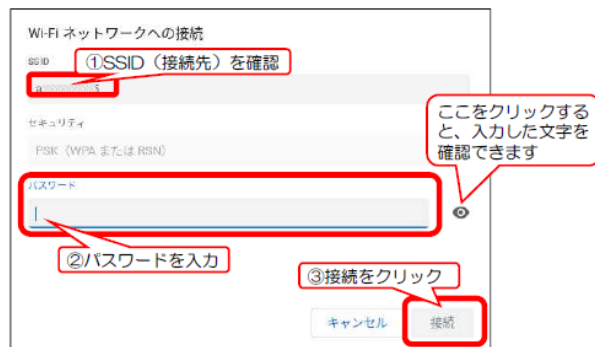 Wi-Fi ネットワークへの接続
SSID
①SSID（接続先）を確認
セキュリティ
PSK（WPA または RSN）
ここをクリックする
と、入力した文字を
確認できます
パスワード
②パスワードを入力
③接続をクリック
キャンセル
接続